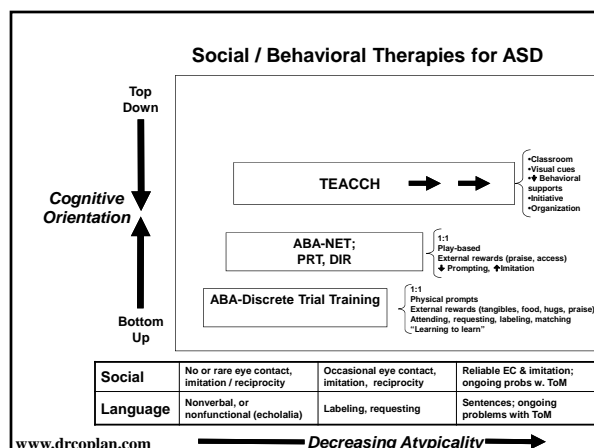 Social / Behavioral Therapies for ASD
Top
Down
Cognitive
Orientation
Bottom
Up
TEACCH
•Classroom
•Visual cues
•⬇ Behavioral
supports
•Initiative
•Organization
ABA-NET;
PRT, DIR
1:1
Play-based
External rewards (praise, access)
⬇ Prompting, ⬆Imitation
ABA-Discrete Trial Training
1:1
Physical prompts
External rewards (tangibles, food, hugs, praise)
Attending, requesting, labeling, matching
"Learning to learn"
Social
No or rare eye contact,
imitation / reciprocity
Occasional eye contact,
imitation, reciprocity
Reliable EC & imitation;
ongoing probs w. ToM
Language
Nonverbal, or
nonfunctional (echolalia)
Labeling, requesting
Sentences; ongoing
problems with ToM
www.drcoplan.com
Decreasing Atypicality